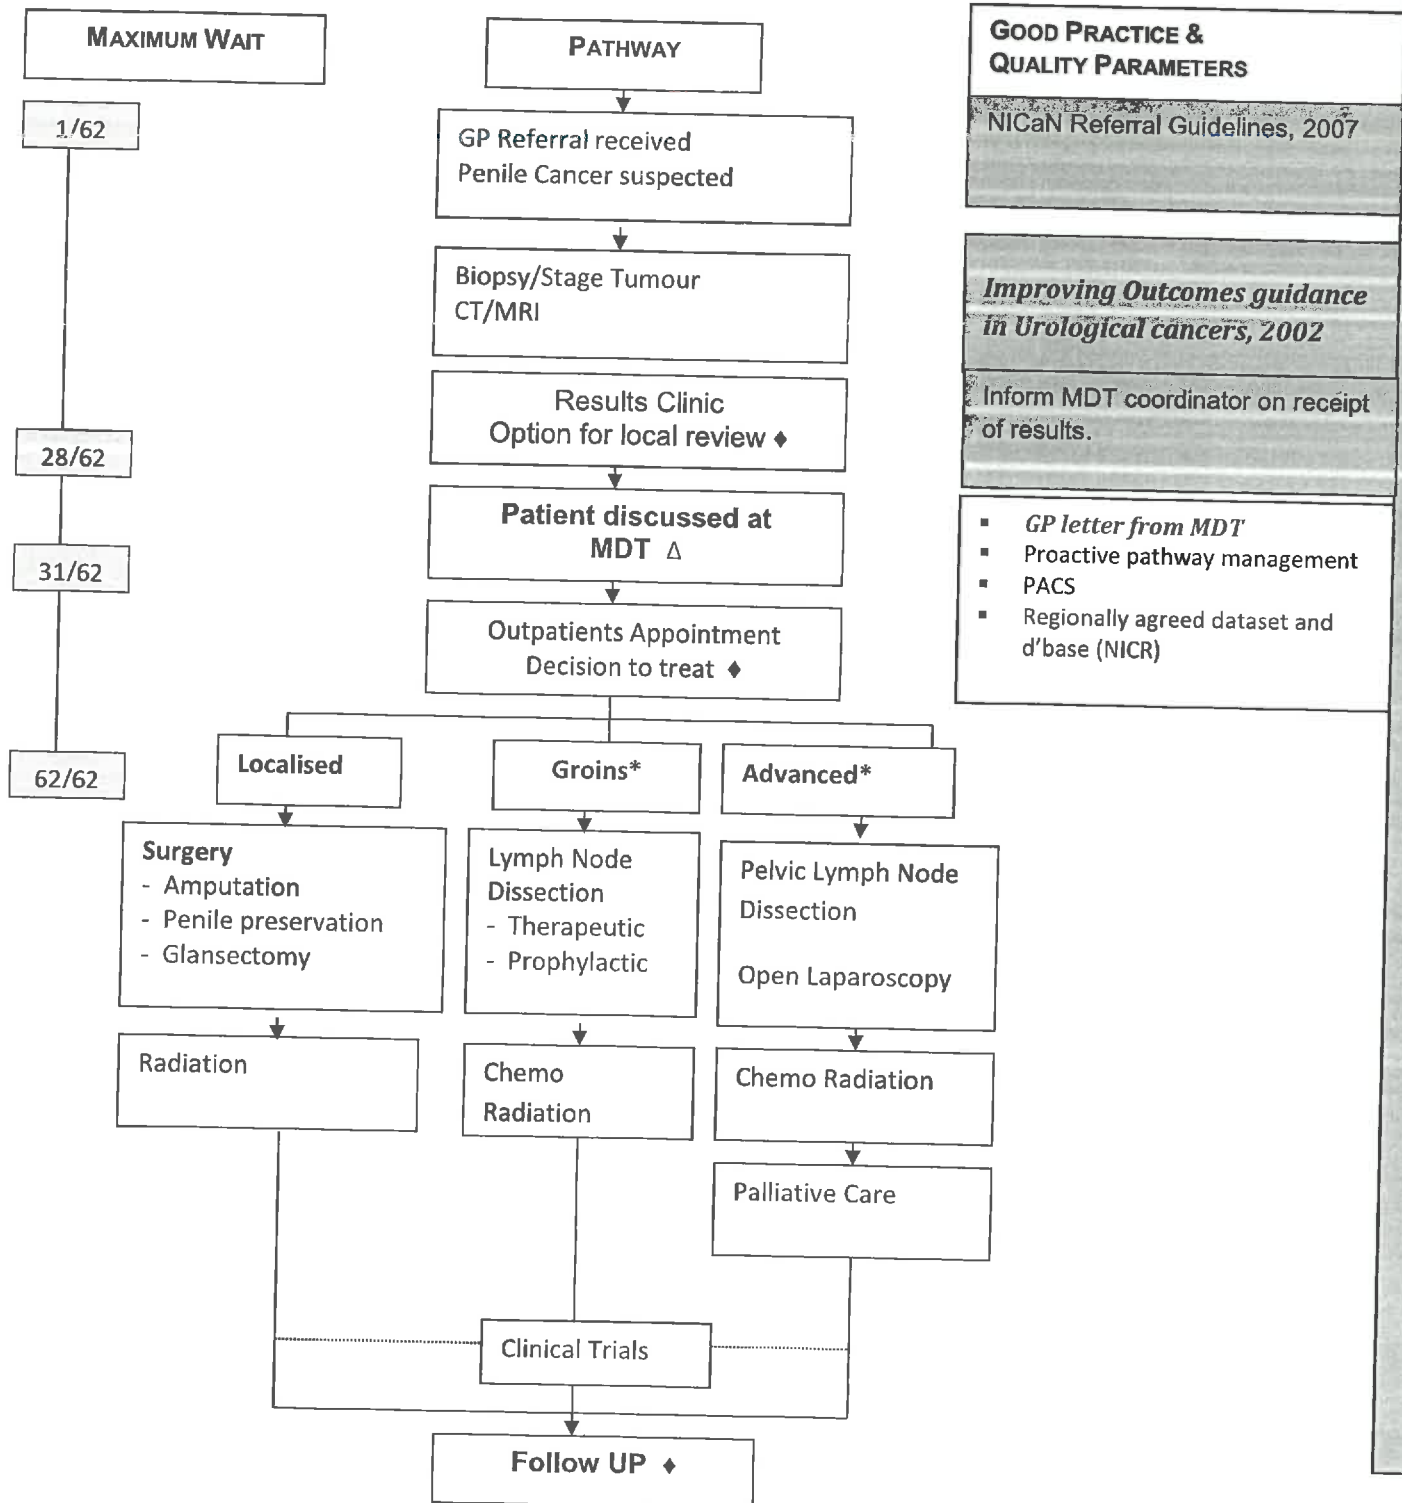 MAXIMUM WAIT
PATHWAY
GOOD PRACTICE &
QUALITY PARAMETERS
1/62
GP Referral received
Penile Cancer suspected
NICaN Referral Guidelines, 2007
Biopsy/Stage Tumour
CT/MRI
Improving Outcomes guidance
in Urological cancers, 2002
Results Clinic
Option for local review ♦
Inform MDT coordinator on receipt
of results.
28/62
Patient discussed at
MDT Δ
31/62
▪ GP letter from MDT
▪ Proactive pathway management
▪ PACS
▪ Regionally agreed dataset and
d'base (NICR)
Outpatients Appointment
Decision to treat ♦
62/62
Localised
Groins*
Advanced*
Surgery
- Amputation
- Penile preservation
- Glansectomy
Lymph Node
Dissection
- Therapeutic
- Prophylactic
Pelvic Lymph Node
Dissection
Open Laparoscopy
Radiation
Chemo
Radiation
Chemo Radiation
Palliative Care
Clinical Trials
Follow UP ♦